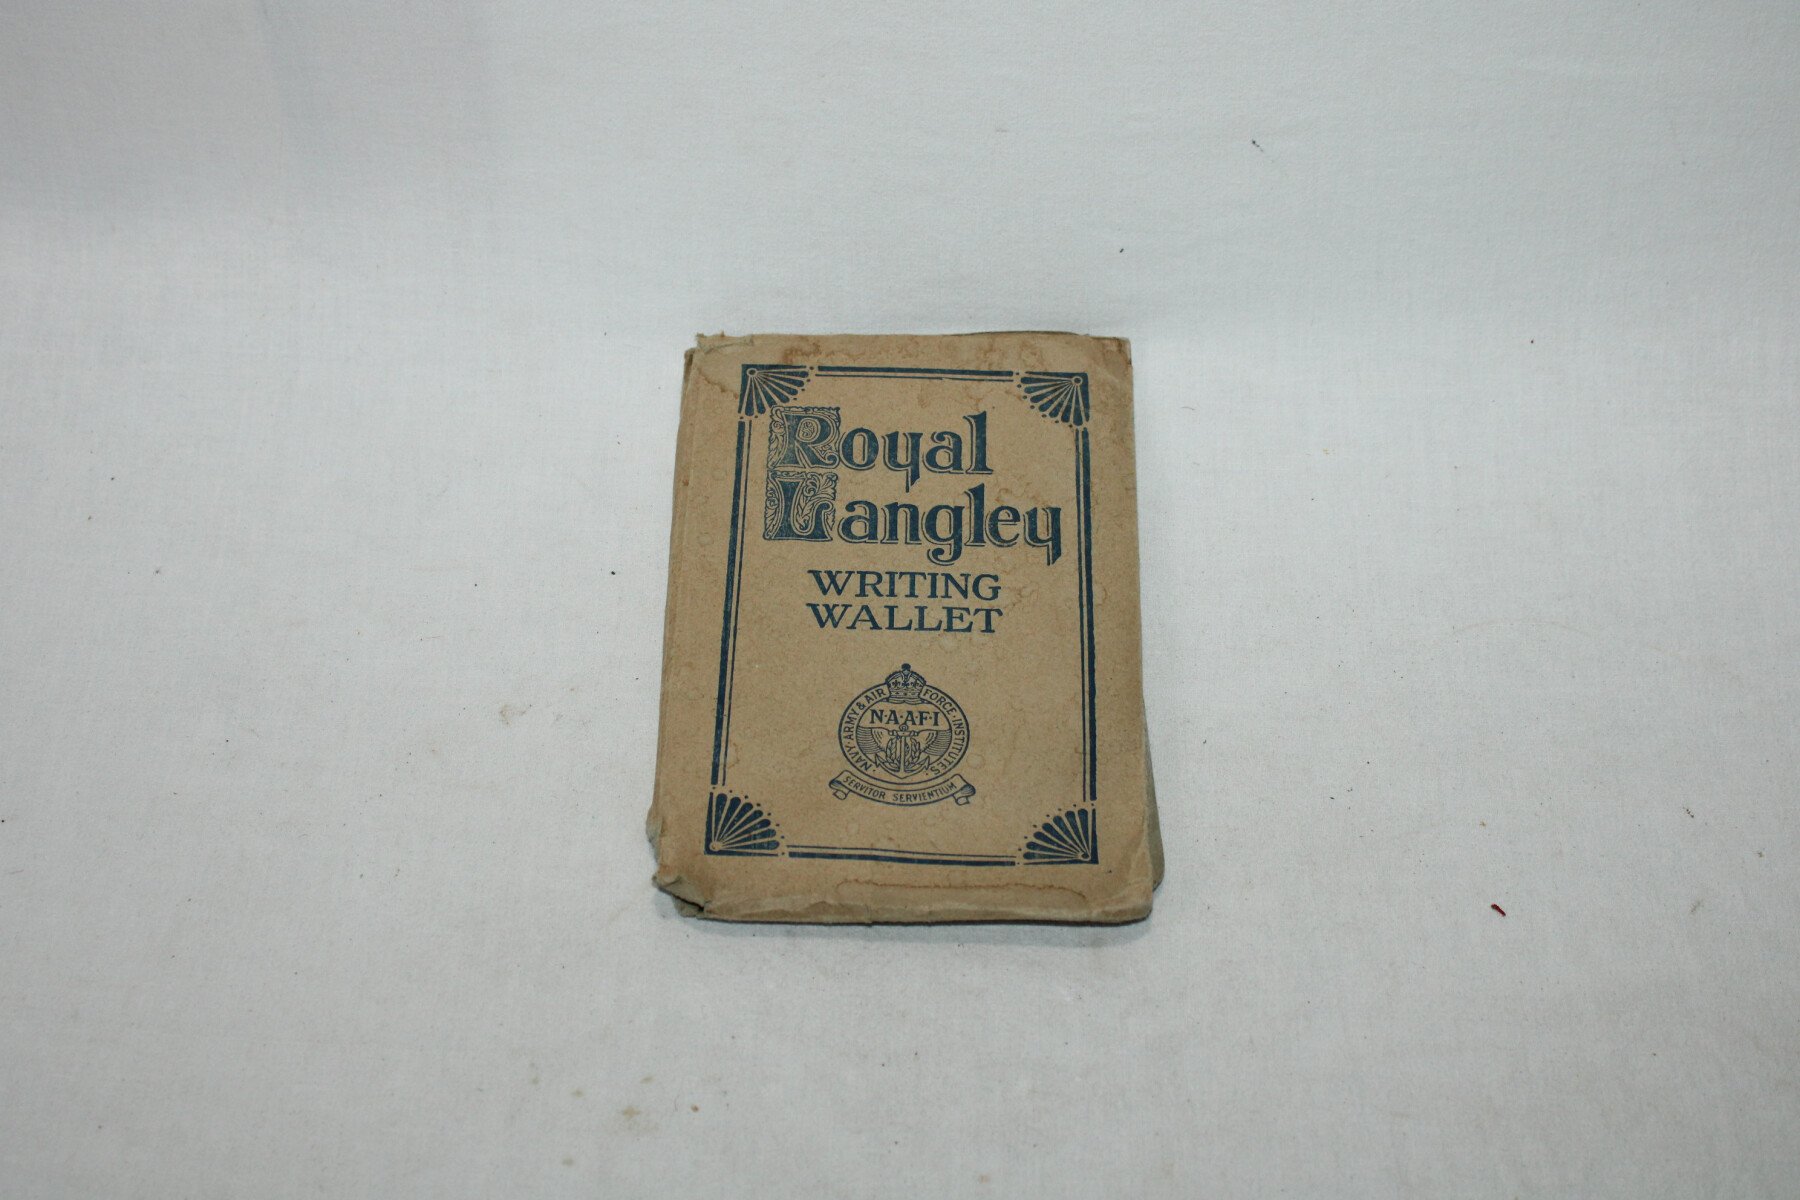 Royal
Langley
WRITING
WALLET
NAVY, ARMY & AIR FORCE · INSTITUTES ·
N·A·A·F·I
SERVITOR SERVIENTIUM